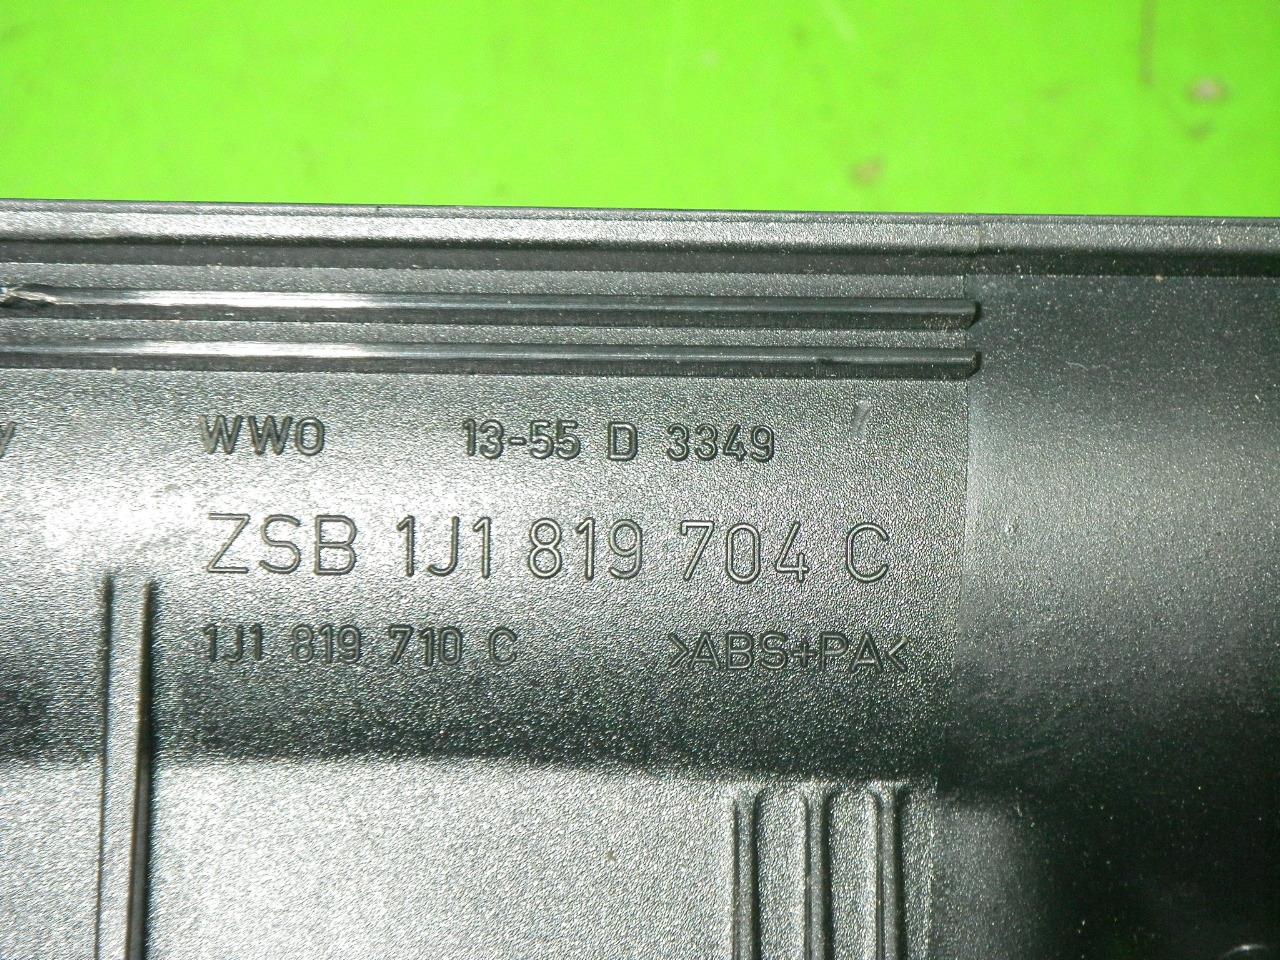 WWO 13-55 D 3349
ZSB 1J1 819 704 C
1J1 819 710 C >ABS+PA<